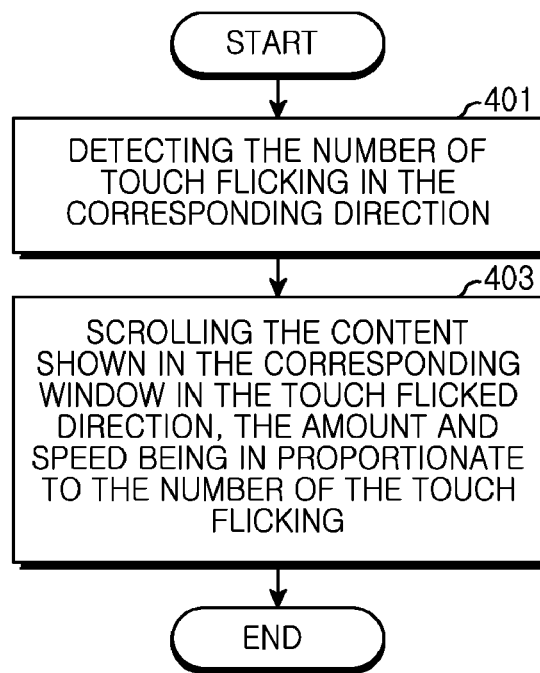 START
401
DETECTING THE NUMBER OF
TOUCH FLICKING IN THE
CORRESPONDING DIRECTION
403
SCROLLING THE CONTENT
SHOWN IN THE CORRESPONDING
WINDOW IN THE TOUCH FLICKED
DIRECTION, THE AMOUNT AND
SPEED BEING IN PROPORTIONATE
TO THE NUMBER OF THE TOUCH
FLICKING
END